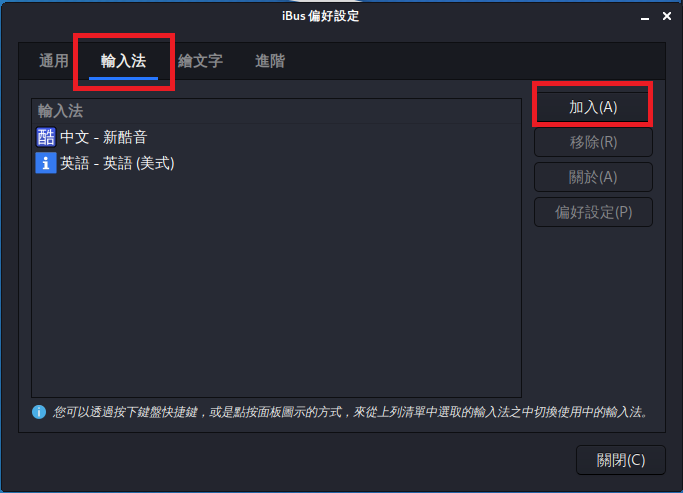 iBus 偏好設定
通用 輸入法 繪文字 進階
輸入法
酷 中文 - 新酷音
英語 - 英語 (美式)
加入(A)
移除(R)
關於(A)
偏好設定(P)
您可以透過按下鍵盤快捷鍵，或是點按面板圖示的方式，來從上列清單中選取的輸入法之中切換使用中的輸入法。
關閉(C)